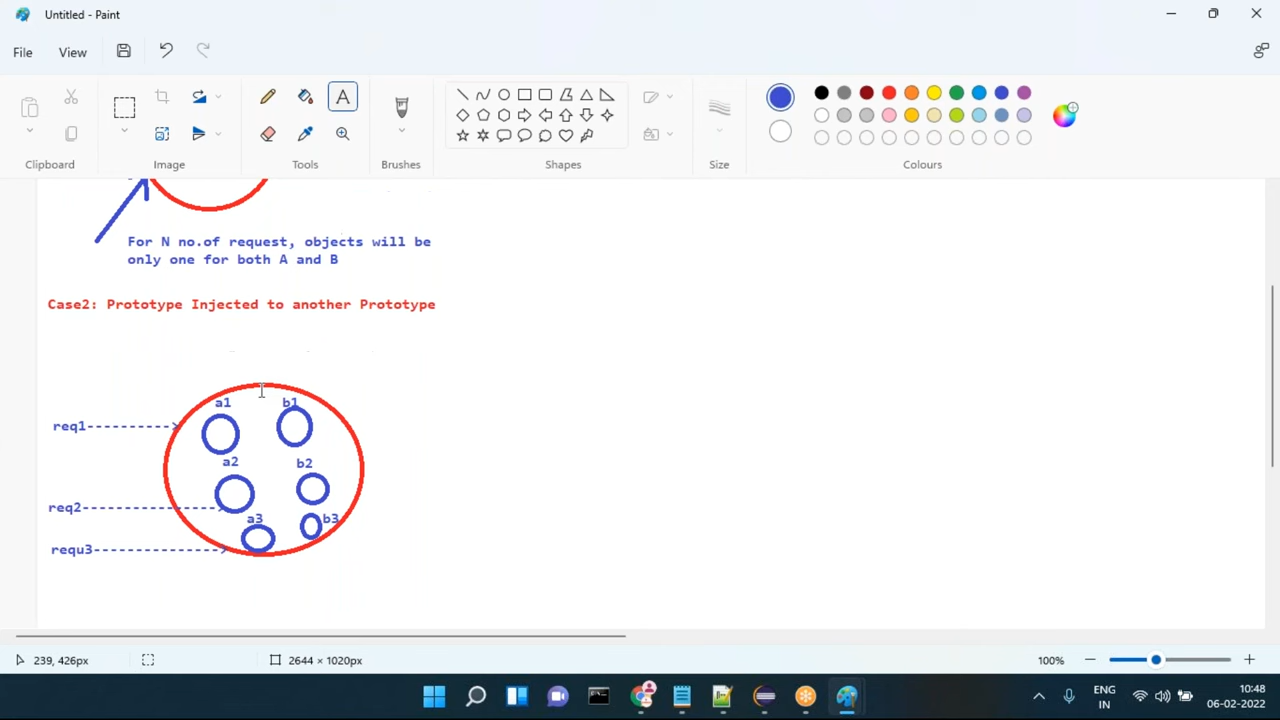 Untitled - Paint
File View
Clipboard Image Tools Brushes Shapes Size Colours
For N no.of request, objects will be
only one for both A and B
Case2: Prototype Injected to another Prototype
a1 b1
req1--------------->
a2 b2
req2---------------->
a3 b3
requ3--------------->
239, 426px 2644 × 1020px 100%
ENG
IN
10:48
06-02-2022